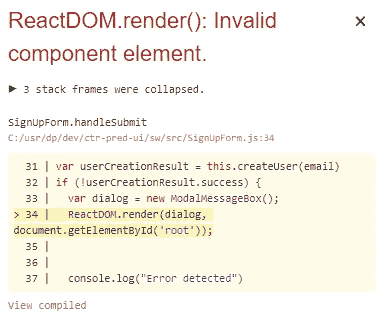 ReactDOM.render(): Invalid ×
component element.
▶ 3 stack frames were collapsed.
SignUpForm.handleSubmit
C:/usr/dp/dev/ctr-pred-ui/sw/src/SignUpForm.js:34
31 | var userCreationResult = this.createUser(email)
32 | if (!userCreationResult.success) {
33 |   var dialog = new ModalMessageBox();
> 34 |   ReactDOM.render(dialog,
document.getElementById('root'));
35 |
36 |
37 |   console.log("Error detected")
View compiled